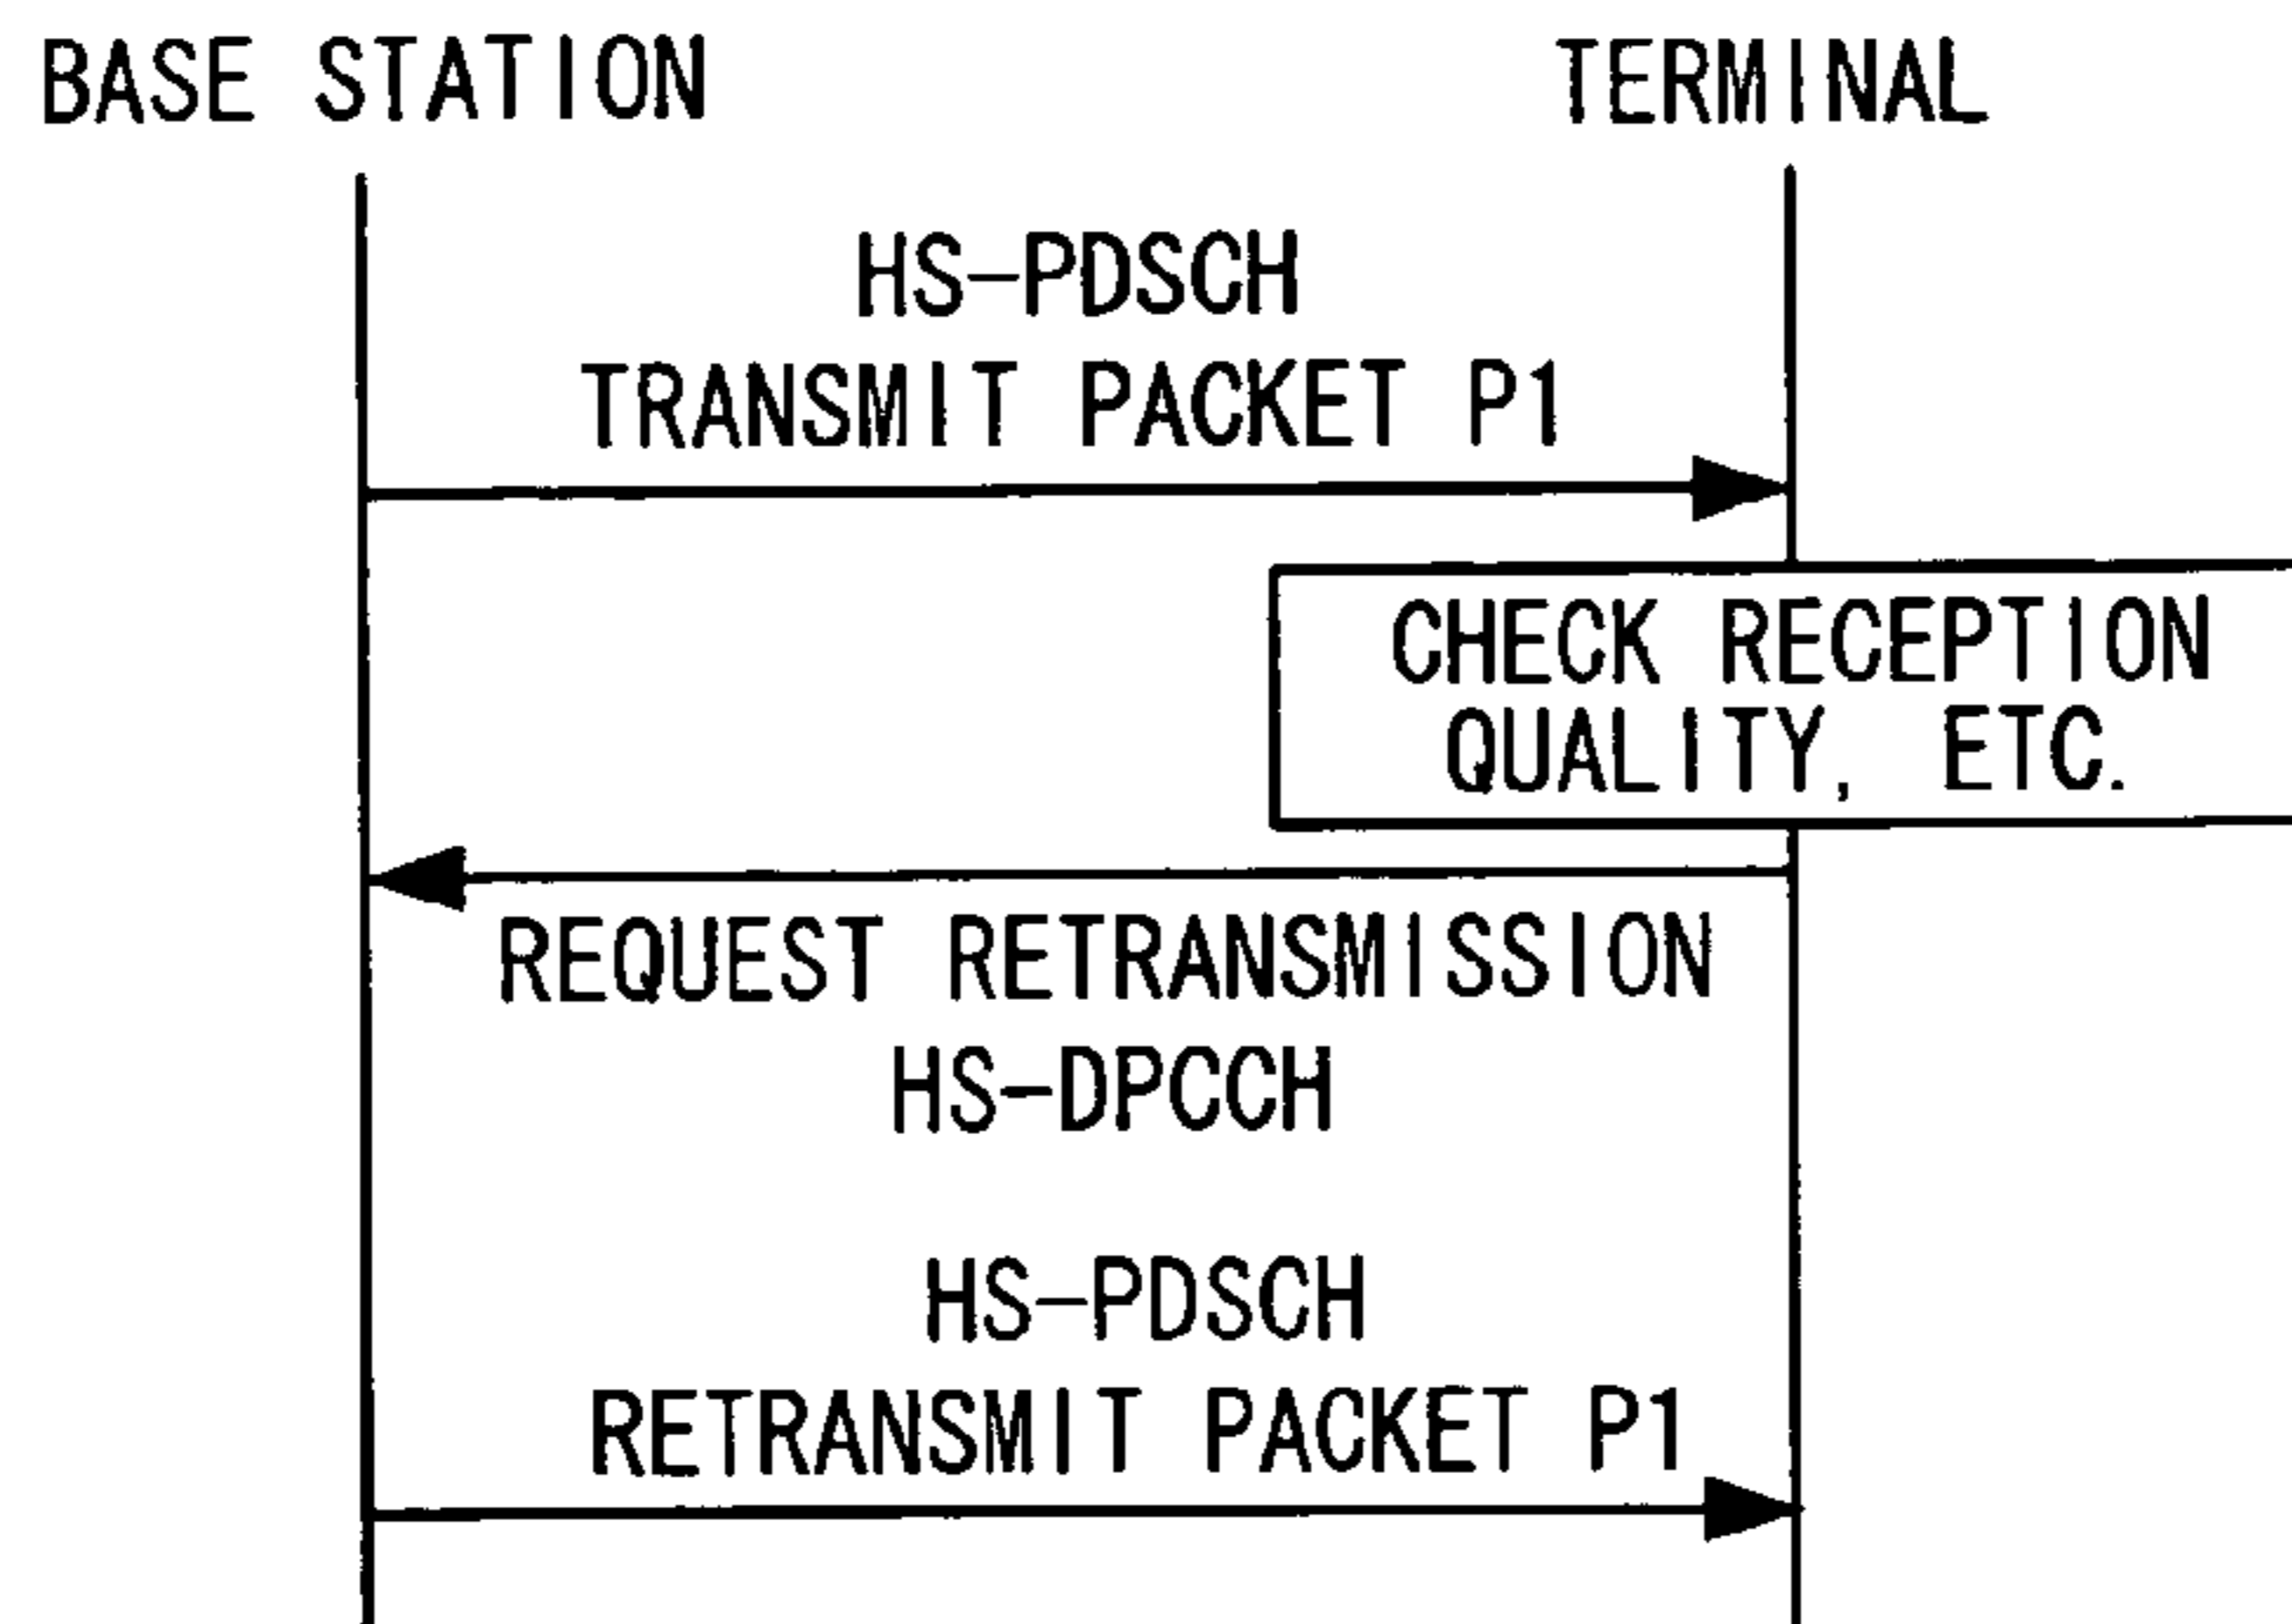 BASE STATION
TERMINAL
HS-PDSCH
TRANSMIT PACKET P1
CHECK RECEPTION
QUALITY, ETC.
REQUEST RETRANSMISSION
HS-DPCCH
HS-PDSCH
RETRANSMIT PACKET P1